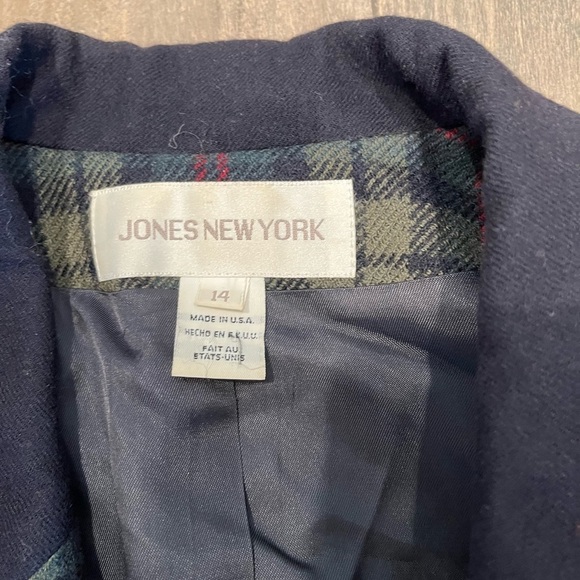 JONES NEW YORK
14
MADE IN U.S.A.
HECHO EN E.E.U.U.
FAIT AU
ETATS-UNIS